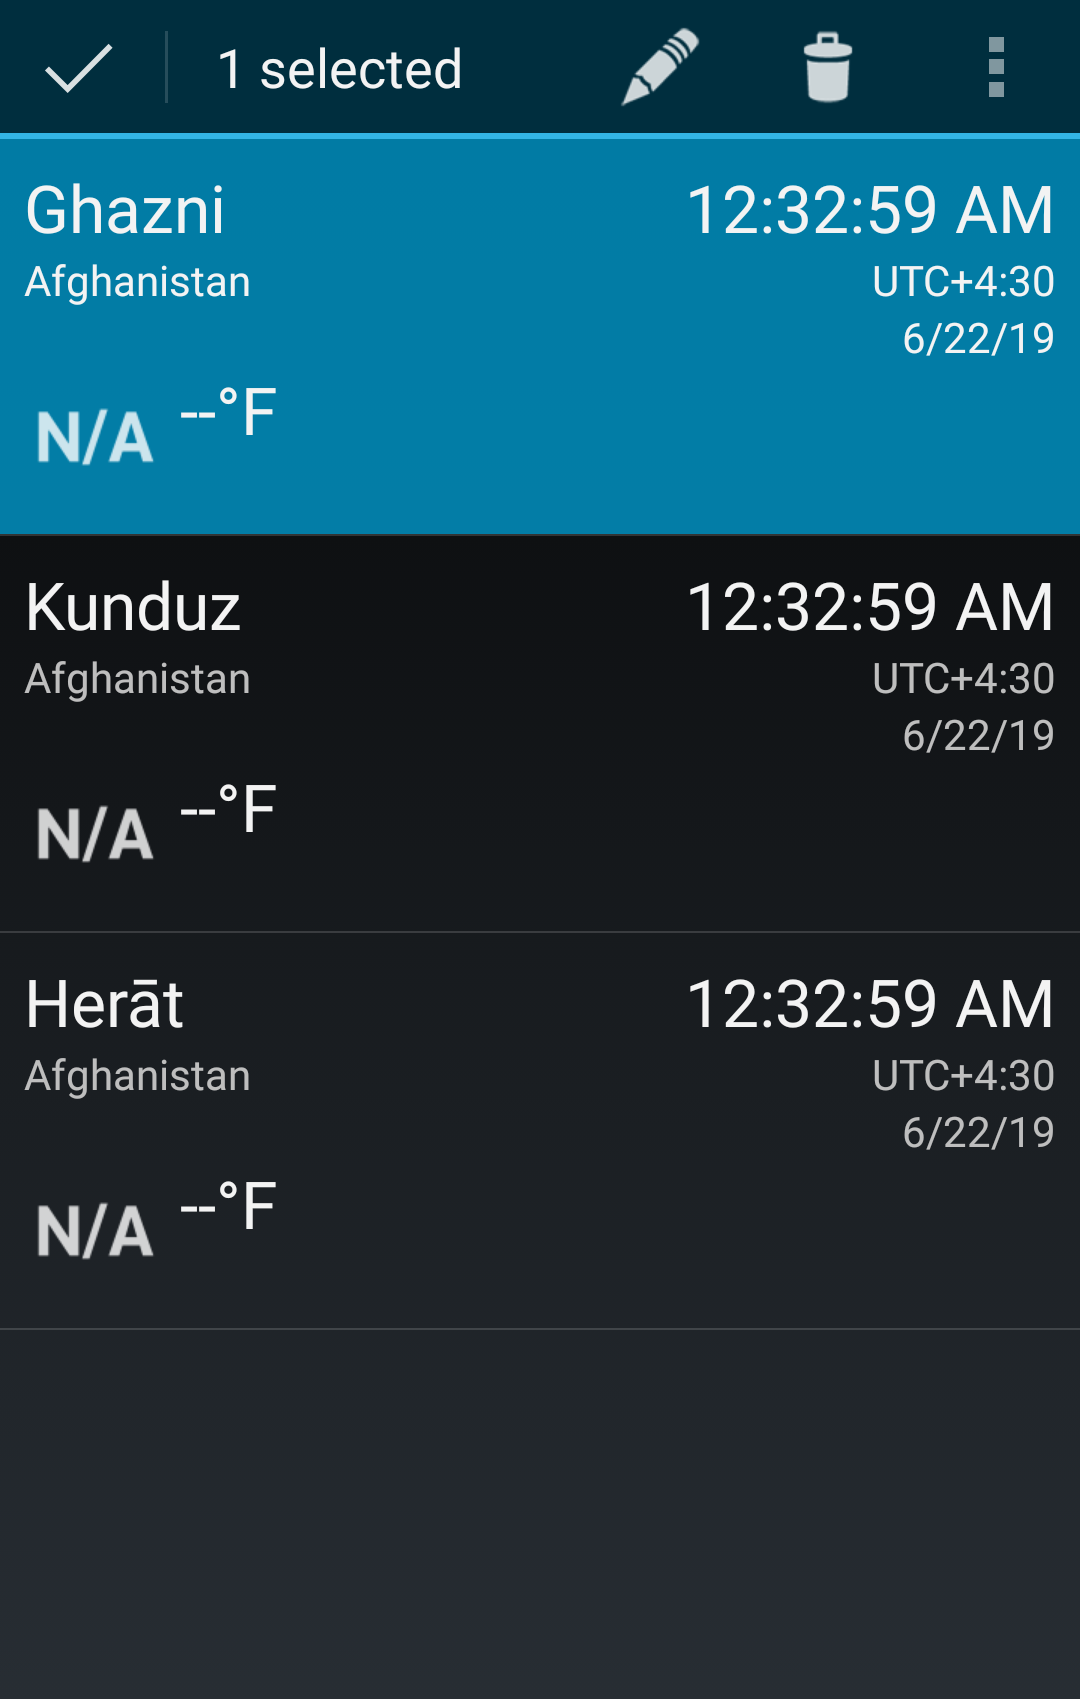 1 selected
Ghazni 12:32:59 AM
Afghanistan UTC+4:30
6/22/19
N/A --°F
Kunduz 12:32:59 AM
Afghanistan UTC+4:30
6/22/19
N/A --°F
Herāt 12:32:59 AM
Afghanistan UTC+4:30
6/22/19
N/A --°F